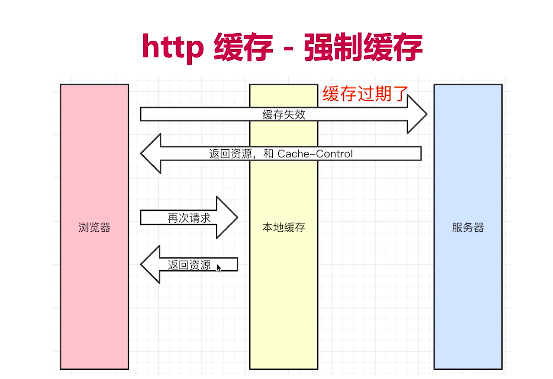 http 缓存 - 强制缓存
缓存过期了
缓存失效
返回资源，和 Cache-Control
再次请求
浏览器
本地缓存
服务器
返回资源